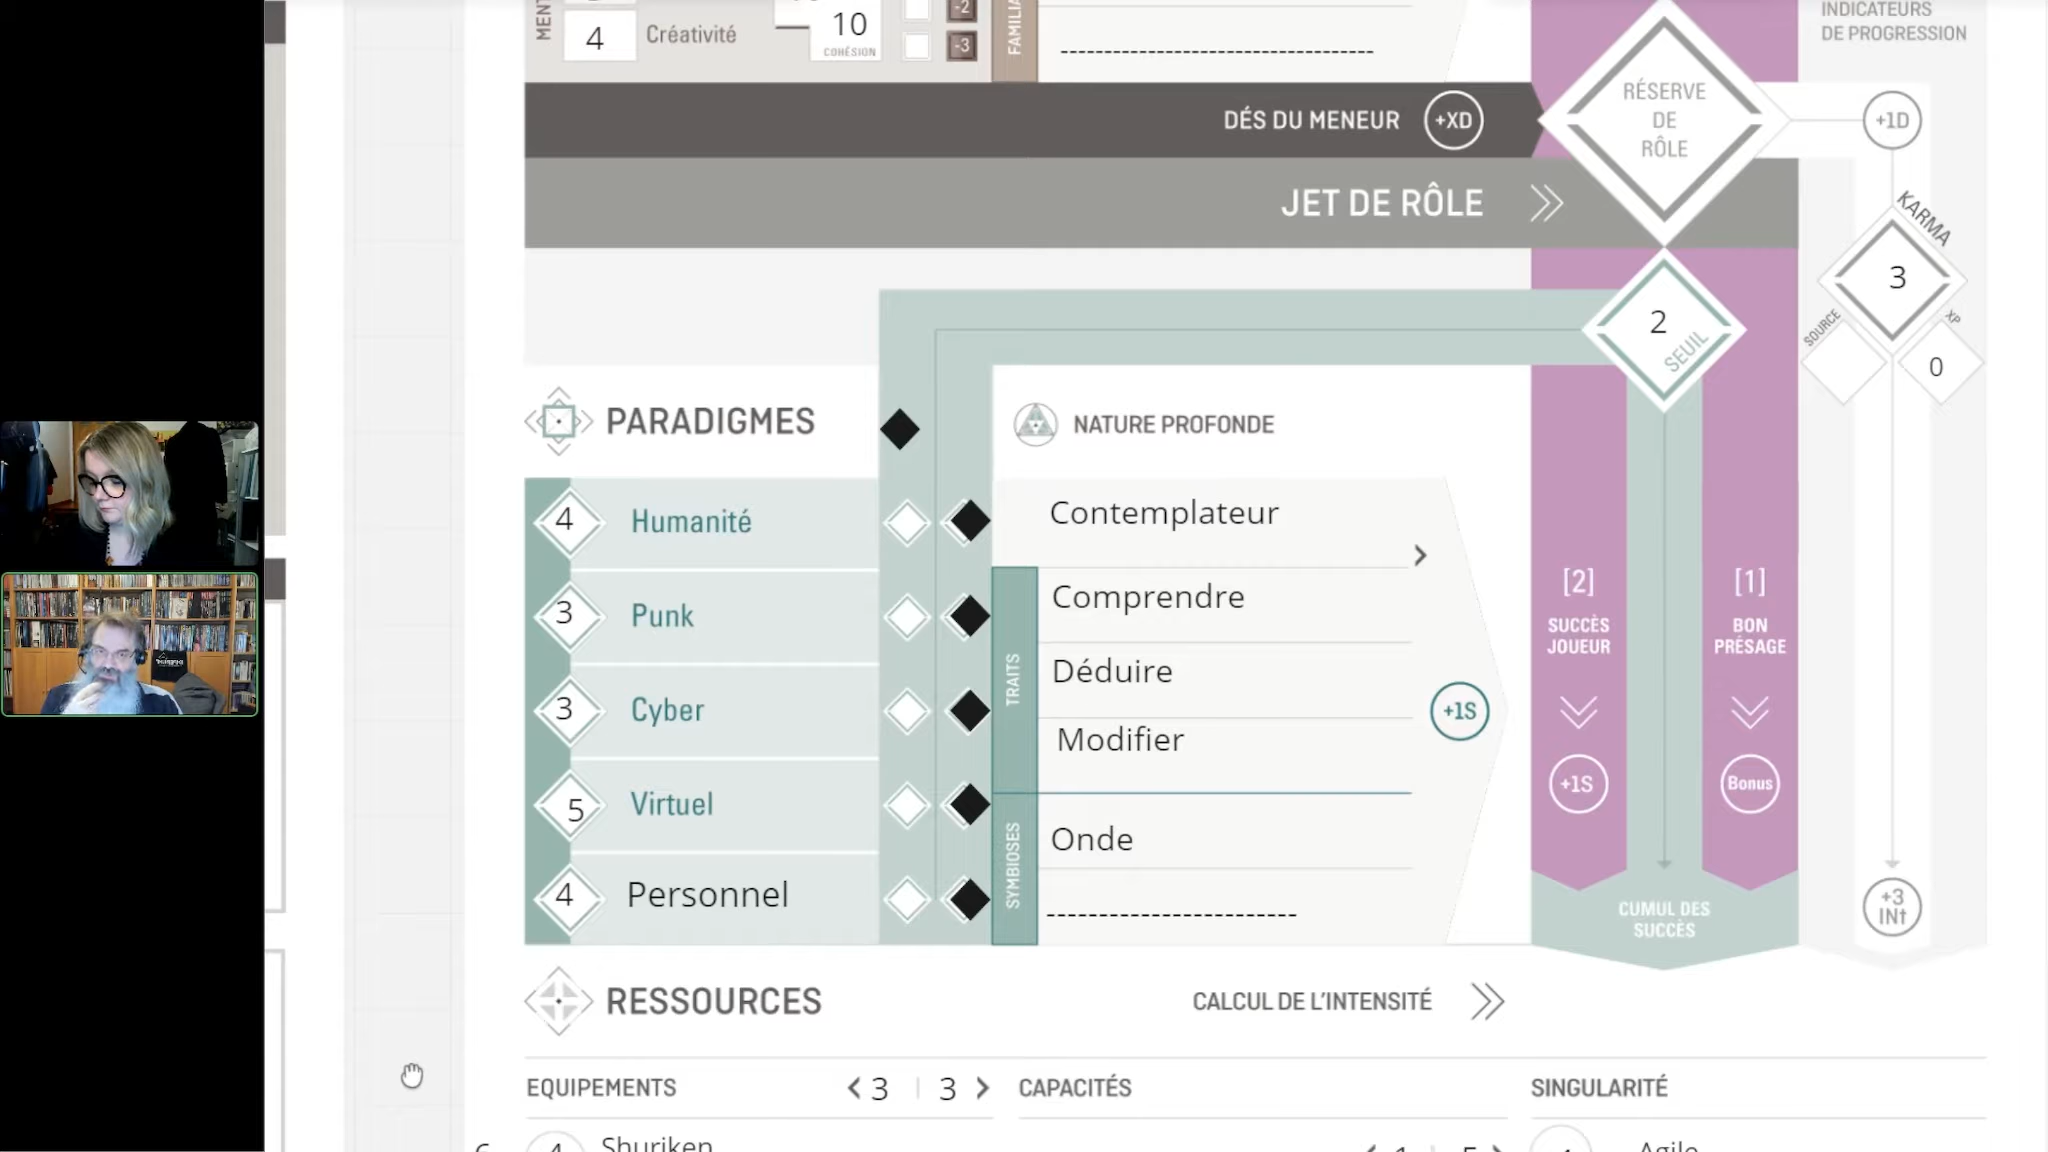 MENT
4 Créativité
10
COHÉSION
-2
-3
FAMILIA
INDICATEURS
DE PROGRESSION
DÉS DU MENEUR +XD
RÉSERVE
DE
RÔLE
+1D
JET DE RÔLE
KARMA
3
SOURCE
XP
0
2
SEUIL
PARADIGMES
NATURE PROFONDE
4 Humanité
3 Punk
3 Cyber
5 Virtuel
4 Personnel
Contemplateur
TRAITS
Comprendre
Déduire
Modifier
SYMBIOSES
Onde
+1S
[2]
SUCCÈS
JOUEUR
+1S
[1]
BON
PRÉSAGE
Bonus
CUMUL DES
SUCCÈS
+3
INt
RESSOURCES
CALCUL DE L'INTENSITÉ
EQUIPEMENTS 3 3
CAPACITÉS
SINGULARITÉ
Shuriken
Agile